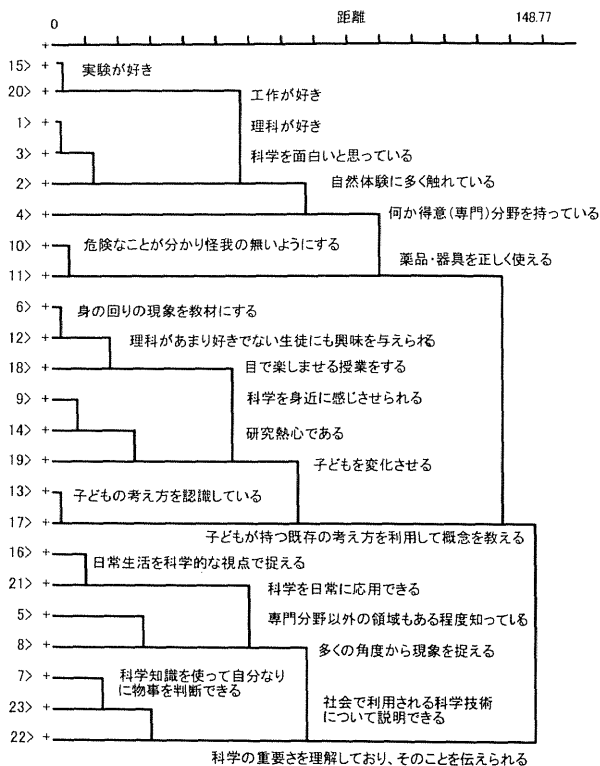 距離
0 148.77
15> 実験が好き
20> 工作が好き
1> 理科が好き
3> 科学を面白いと思っている
2> 自然体験に多く触れている
4> 何か得意(専門)分野を持っている
10> 危険なことが分かり怪我の無いようにする
11> 薬品・器具を正しく使える
6> 身の回りの現象を教材にする
12> 理科があまり好きでない生徒にも興味を与えられる
18> 目で楽しませる授業をする
9> 科学を身近に感じさせられる
14> 研究熱心である
19> 子どもを変化させる
13> 子どもの考え方を認識している
17> 子どもが持つ既存の考え方を利用して概念を教える
16> 日常生活を科学的な視点で捉える
21> 科学を日常に応用できる
5> 専門分野以外の領域もある程度知っている
8> 多くの角度から現象を捉える
7> 科学知識を使って自分なり
に物事を判断できる
23> 社会で利用される科学技術
について説明できる
22> 科学の重要さを理解しており、そのことを伝えられる